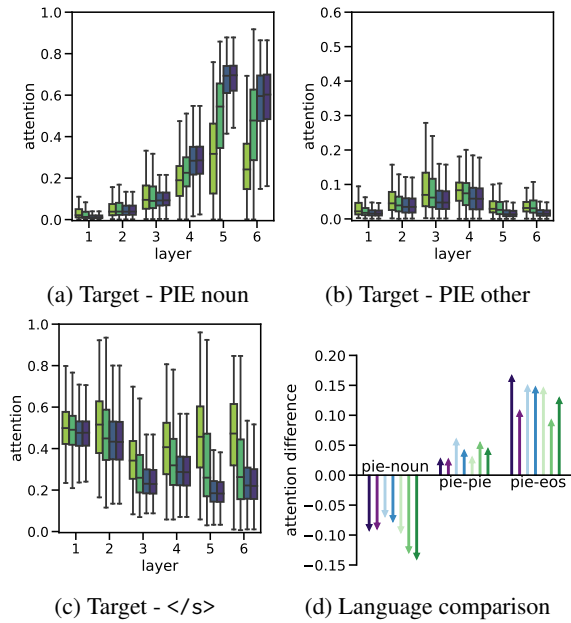 1.0
0.8
0.6
0.4
0.2
0.0
attention
1 2 3 4 5 6
layer
(a) Target - PIE noun
0.6
0.5
0.4
0.3
0.2
0.1
0.0
attention
1 2 3 4 5 6
layer
(b) Target - PIE other
1.0
0.8
0.6
0.4
0.2
0.0
attention
1 2 3 4 5 6
layer
(c) Target - </s>
0.20
0.15
0.10
0.05
0.00
−0.05
−0.10
−0.15
attention difference
pie-noun
pie-pie
pie-eos
(d) Language comparison